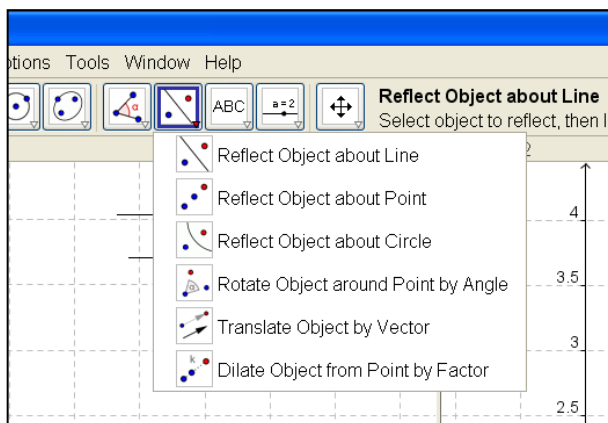 otions Tools Window Help
α ABC a=2 Reflect Object about Line
Select object to reflect, then l
2
Reflect Object about Line
Reflect Object about Point
4
Reflect Object about Circle
α Rotate Object around Point by Angle
3.5
Translate Object by Vector
3
k Dilate Object from Point by Factor
2.5